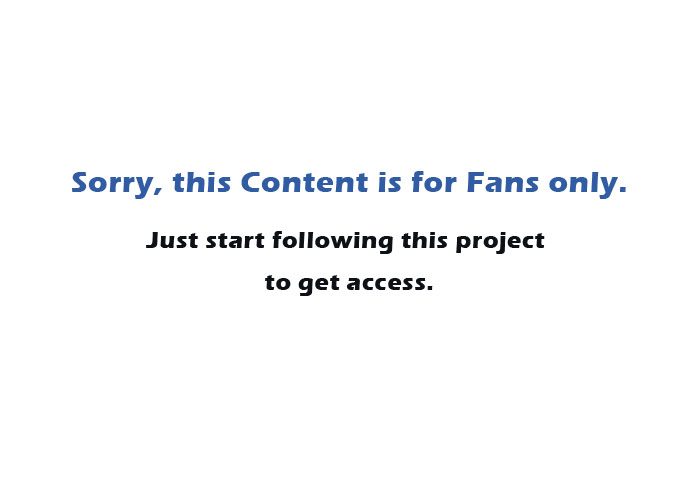 Sorry, this Content is for Fans only.
Just start following this project
to get access.